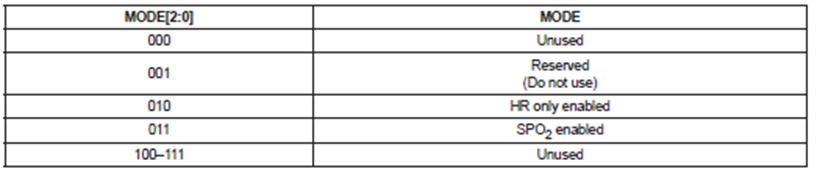 MODE[2:0] MODE
000 Unused
001 Reserved
(Do not use)
010 HR only enabled
011 SPO₂ enabled
100–111 Unused